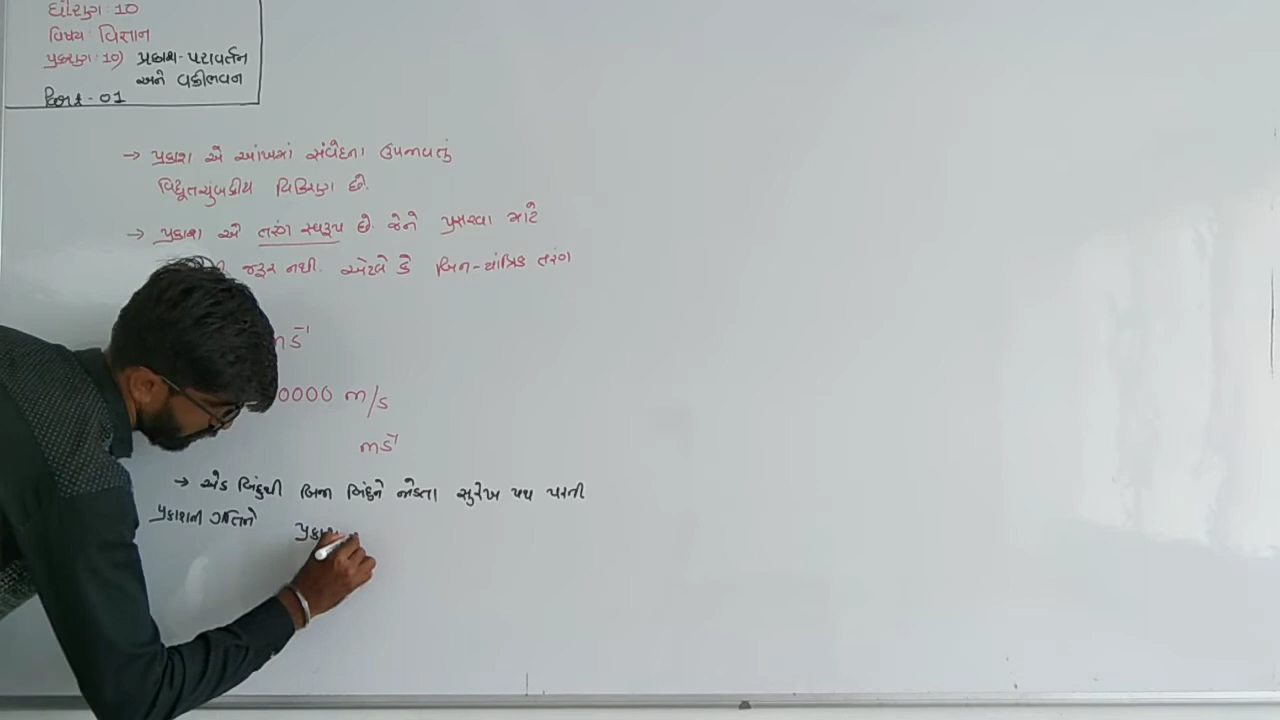 ધોરણ : 10
વિષય : વિજ્ઞાન
પ્રકરણ : 10) પ્રકાશ - પરાવર્તન
અને વક્રીભવન
ભાગ - 01
→ પ્રકાશ એ આંખમાં સંવેદના ઉપજાવતું
વિદ્યુતચુંબકીય વિકિરણ છે.
→ પ્રકાશ એ તરંગ સ્વરૂપ છે. જેને પ્રસરવા માટે
જરૂર નથી. એટલે કે બિન-યાંત્રિક તરંગ
ms⁻¹
0000 m/s
ms⁻¹
→ એક બિંદુથી બિજા બિંદુને જોડતા સુરેખ પથ પરની
પ્રકાશની ગતિને